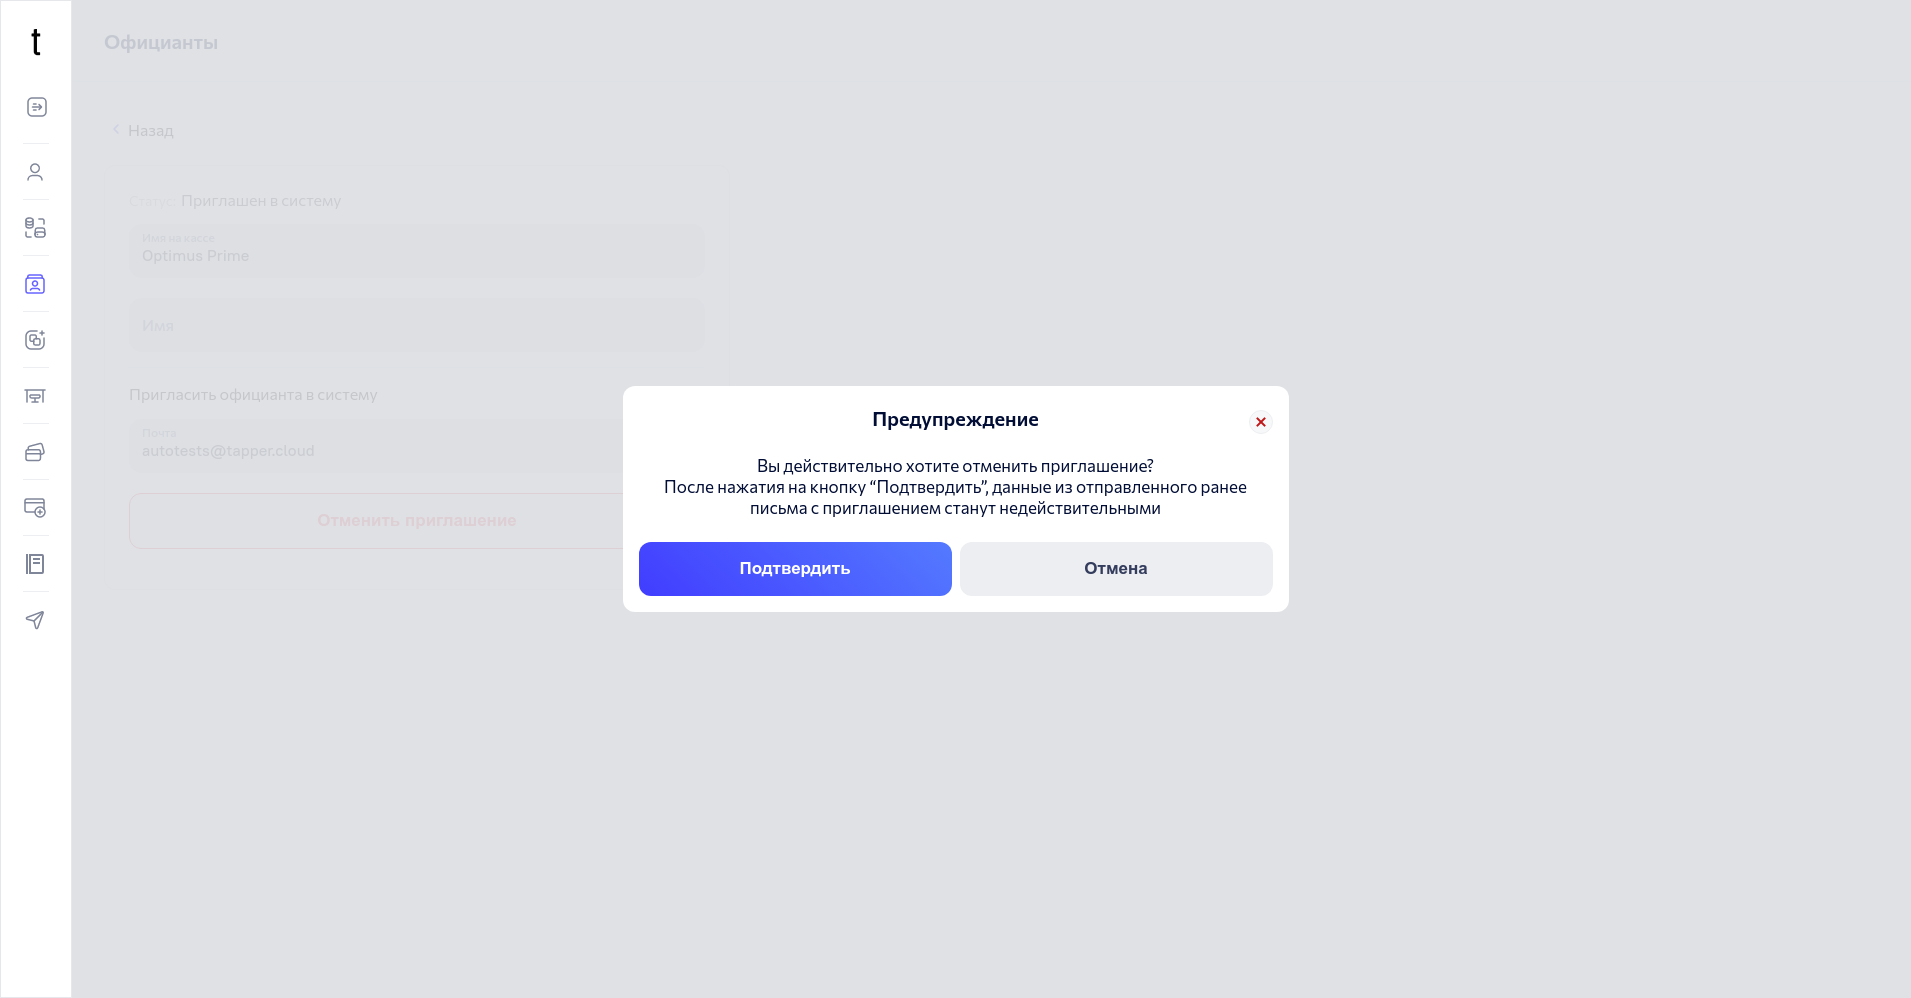 t
Официанты
Назад
Статус: Приглашен в систему
Имя на кассе
Optimus Prime
Имя
Пригласить официанта в систему
Почта
autotests@tapper.cloud
Отменить приглашение
Предупреждение
Вы действительно хотите отменить приглашение?
После нажатия на кнопку “Подтвердить”, данные из отправленного ранее
письма с приглашением станут недействительными
Подтвердить
Отмена